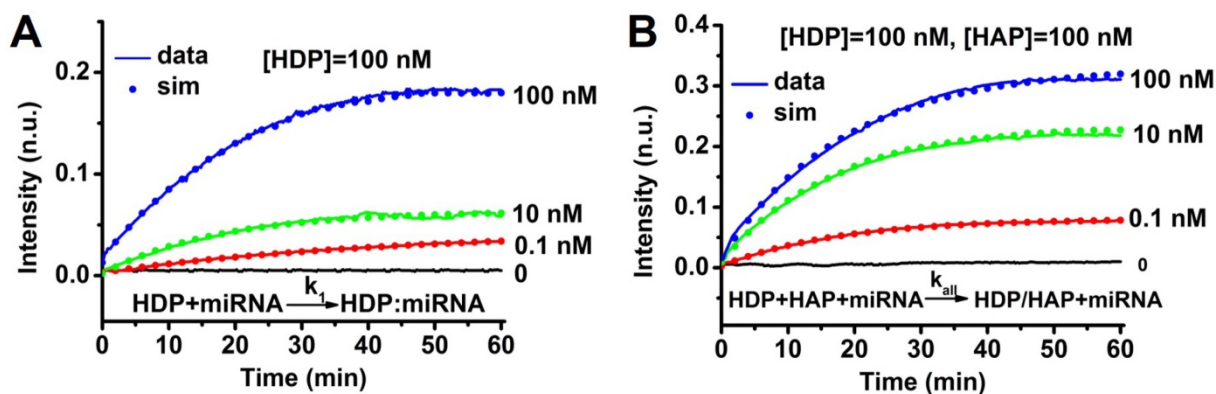 A
data
sim
[HDP]=100 nM
100 nM
10 nM
0.1 nM
0
HDP+miRNA k₁ HDP:miRNA
Intensity (n.u.)
0.2
0.1
0.0
0 10 20 30 40 50 60
Time (min)
B
[HDP]=100 nM, [HAP]=100 nM
data
sim
100 nM
10 nM
0.1 nM
0
HDP+HAP+miRNA k_all HDP/HAP+miRNA
Intensity (n.u.)
0.4
0.3
0.2
0.1
0.0
0 10 20 30 40 50 60
Time (min)